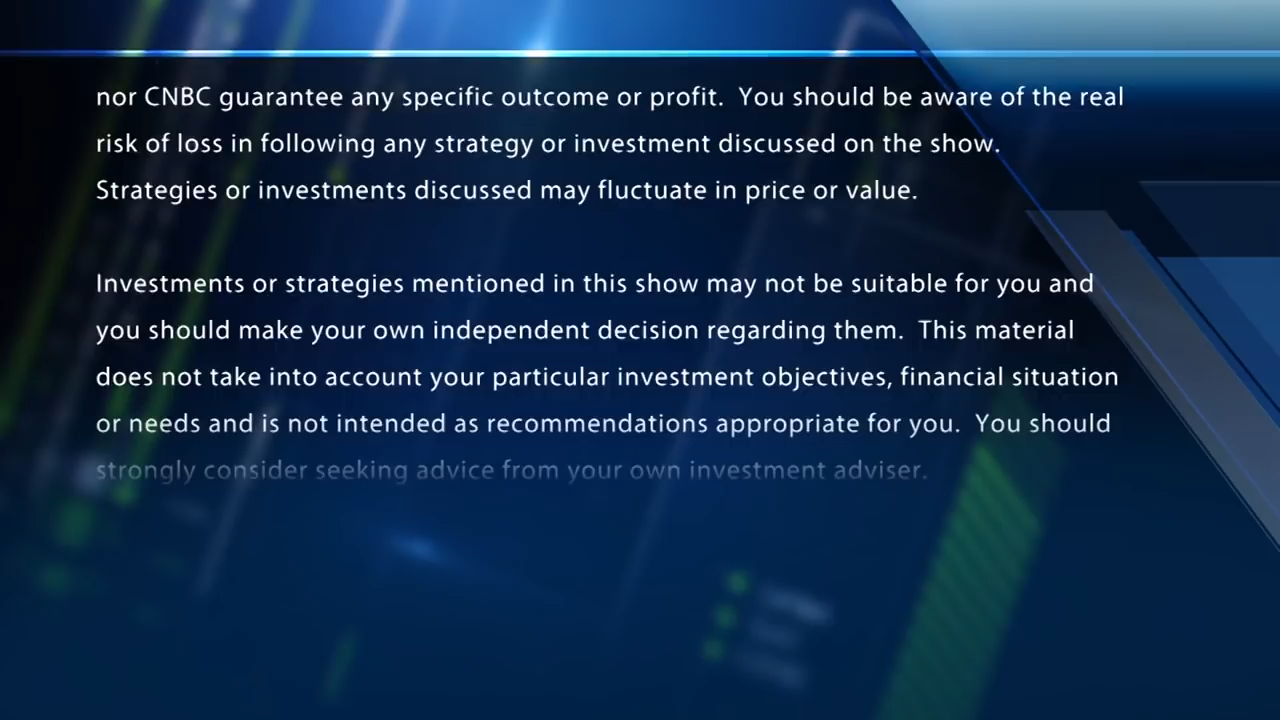 nor CNBC guarantee any specific outcome or profit. You should be aware of the real
risk of loss in following any strategy or investment discussed on the show.
Strategies or investments discussed may fluctuate in price or value.
Investments or strategies mentioned in this show may not be suitable for you and
you should make your own independent decision regarding them. This material
does not take into account your particular investment objectives, financial situation
or needs and is not intended as recommendations appropriate for you. You should
strongly consider seeking advice from your own investment adviser.